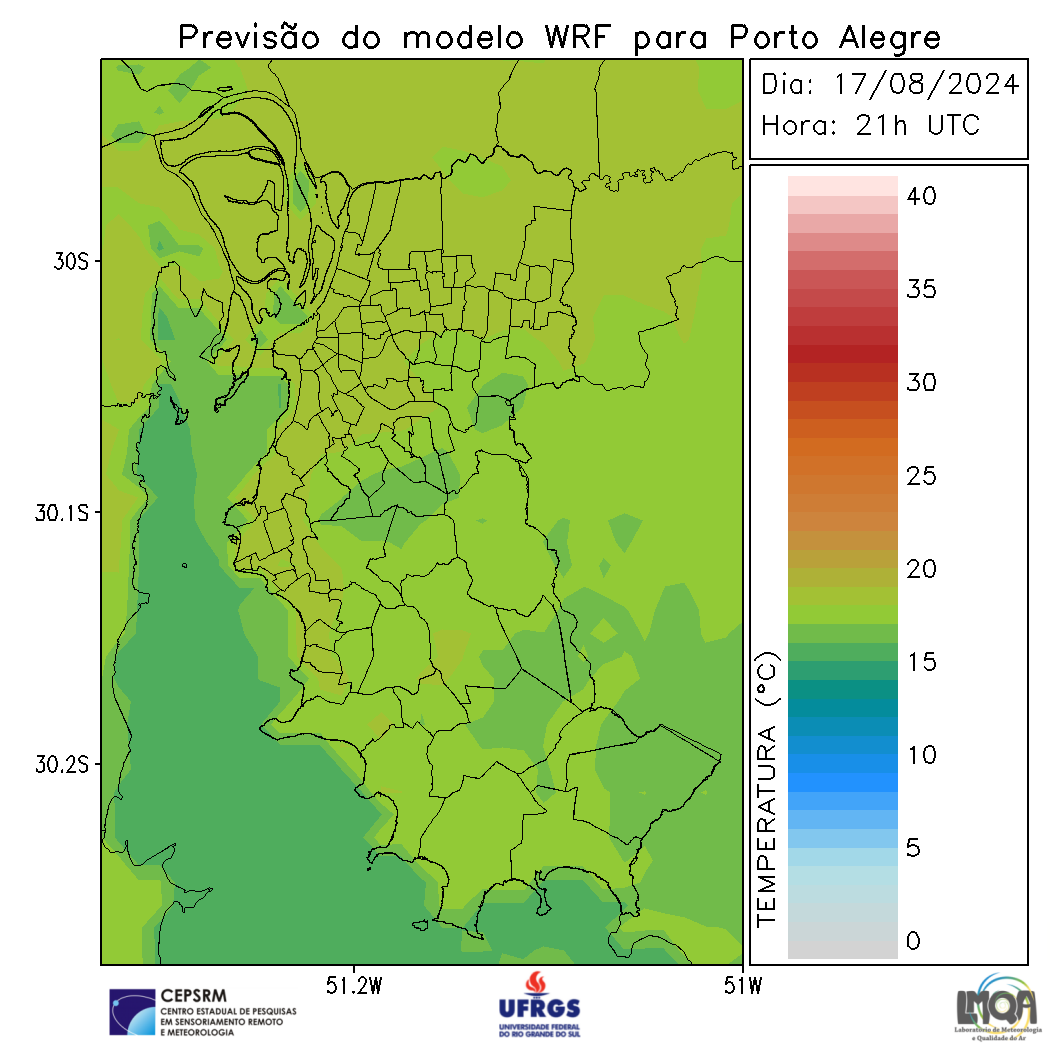 Previsão do modelo WRF para Porto Alegre
Dia: 17/08/2024
Hora: 21h UTC
30S
30.1S
30.2S
51.2W
51W
TEMPERATURA (°C)
40
35
30
25
20
15
10
5
0
CEPSRM
CENTRO ESTADUAL DE PESQUISAS
EM SENSORIAMENTO REMOTO
E METEOROLOGIA
UFRGS
UNIVERSIDADE FEDERAL
DO RIO GRANDE DO SUL
LMQA
Laboratório de Meteorologia
e Qualidade do Ar